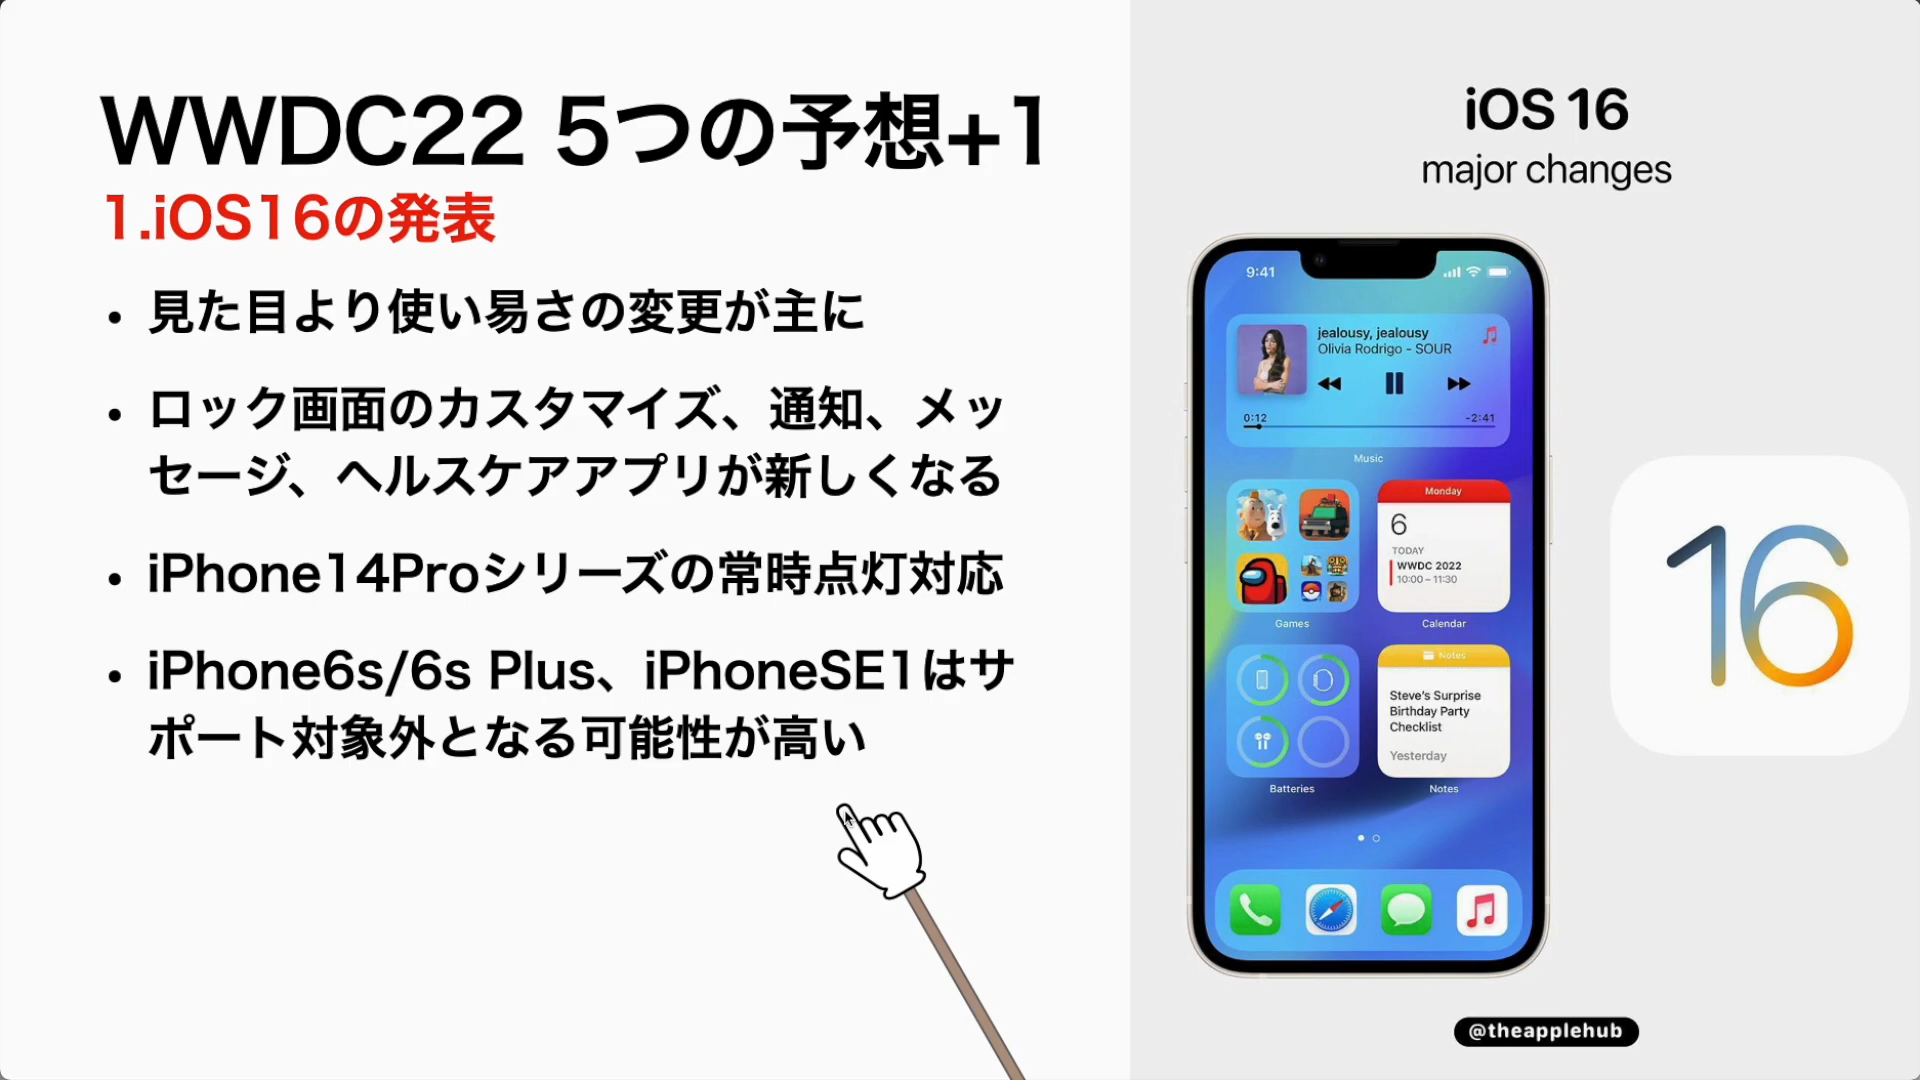 WWDC22 5つの予想+1
1.iOS16の発表
• 見た目より使い易さの変更が主に
• ロック画面のカスタマイズ、通知、メッ
セージ、ヘルスケアアプリが新しくなる
• iPhone14Proシリーズの常時点灯対応
• iPhone6s/6s Plus、iPhoneSE1はサ
ポート対象外となる可能性が高い
iOS 16
major changes
9:41
jealousy, jealousy
Olivia Rodrigo - SOUR
0:12 -2:41
Music
Monday
6
TODAY
WWDC 2022
10:00 – 11:30
Games
Calendar
Notes
Steve's Surprise
Birthday Party
Checklist
Yesterday
Batteries
Notes
16
@theapplehub